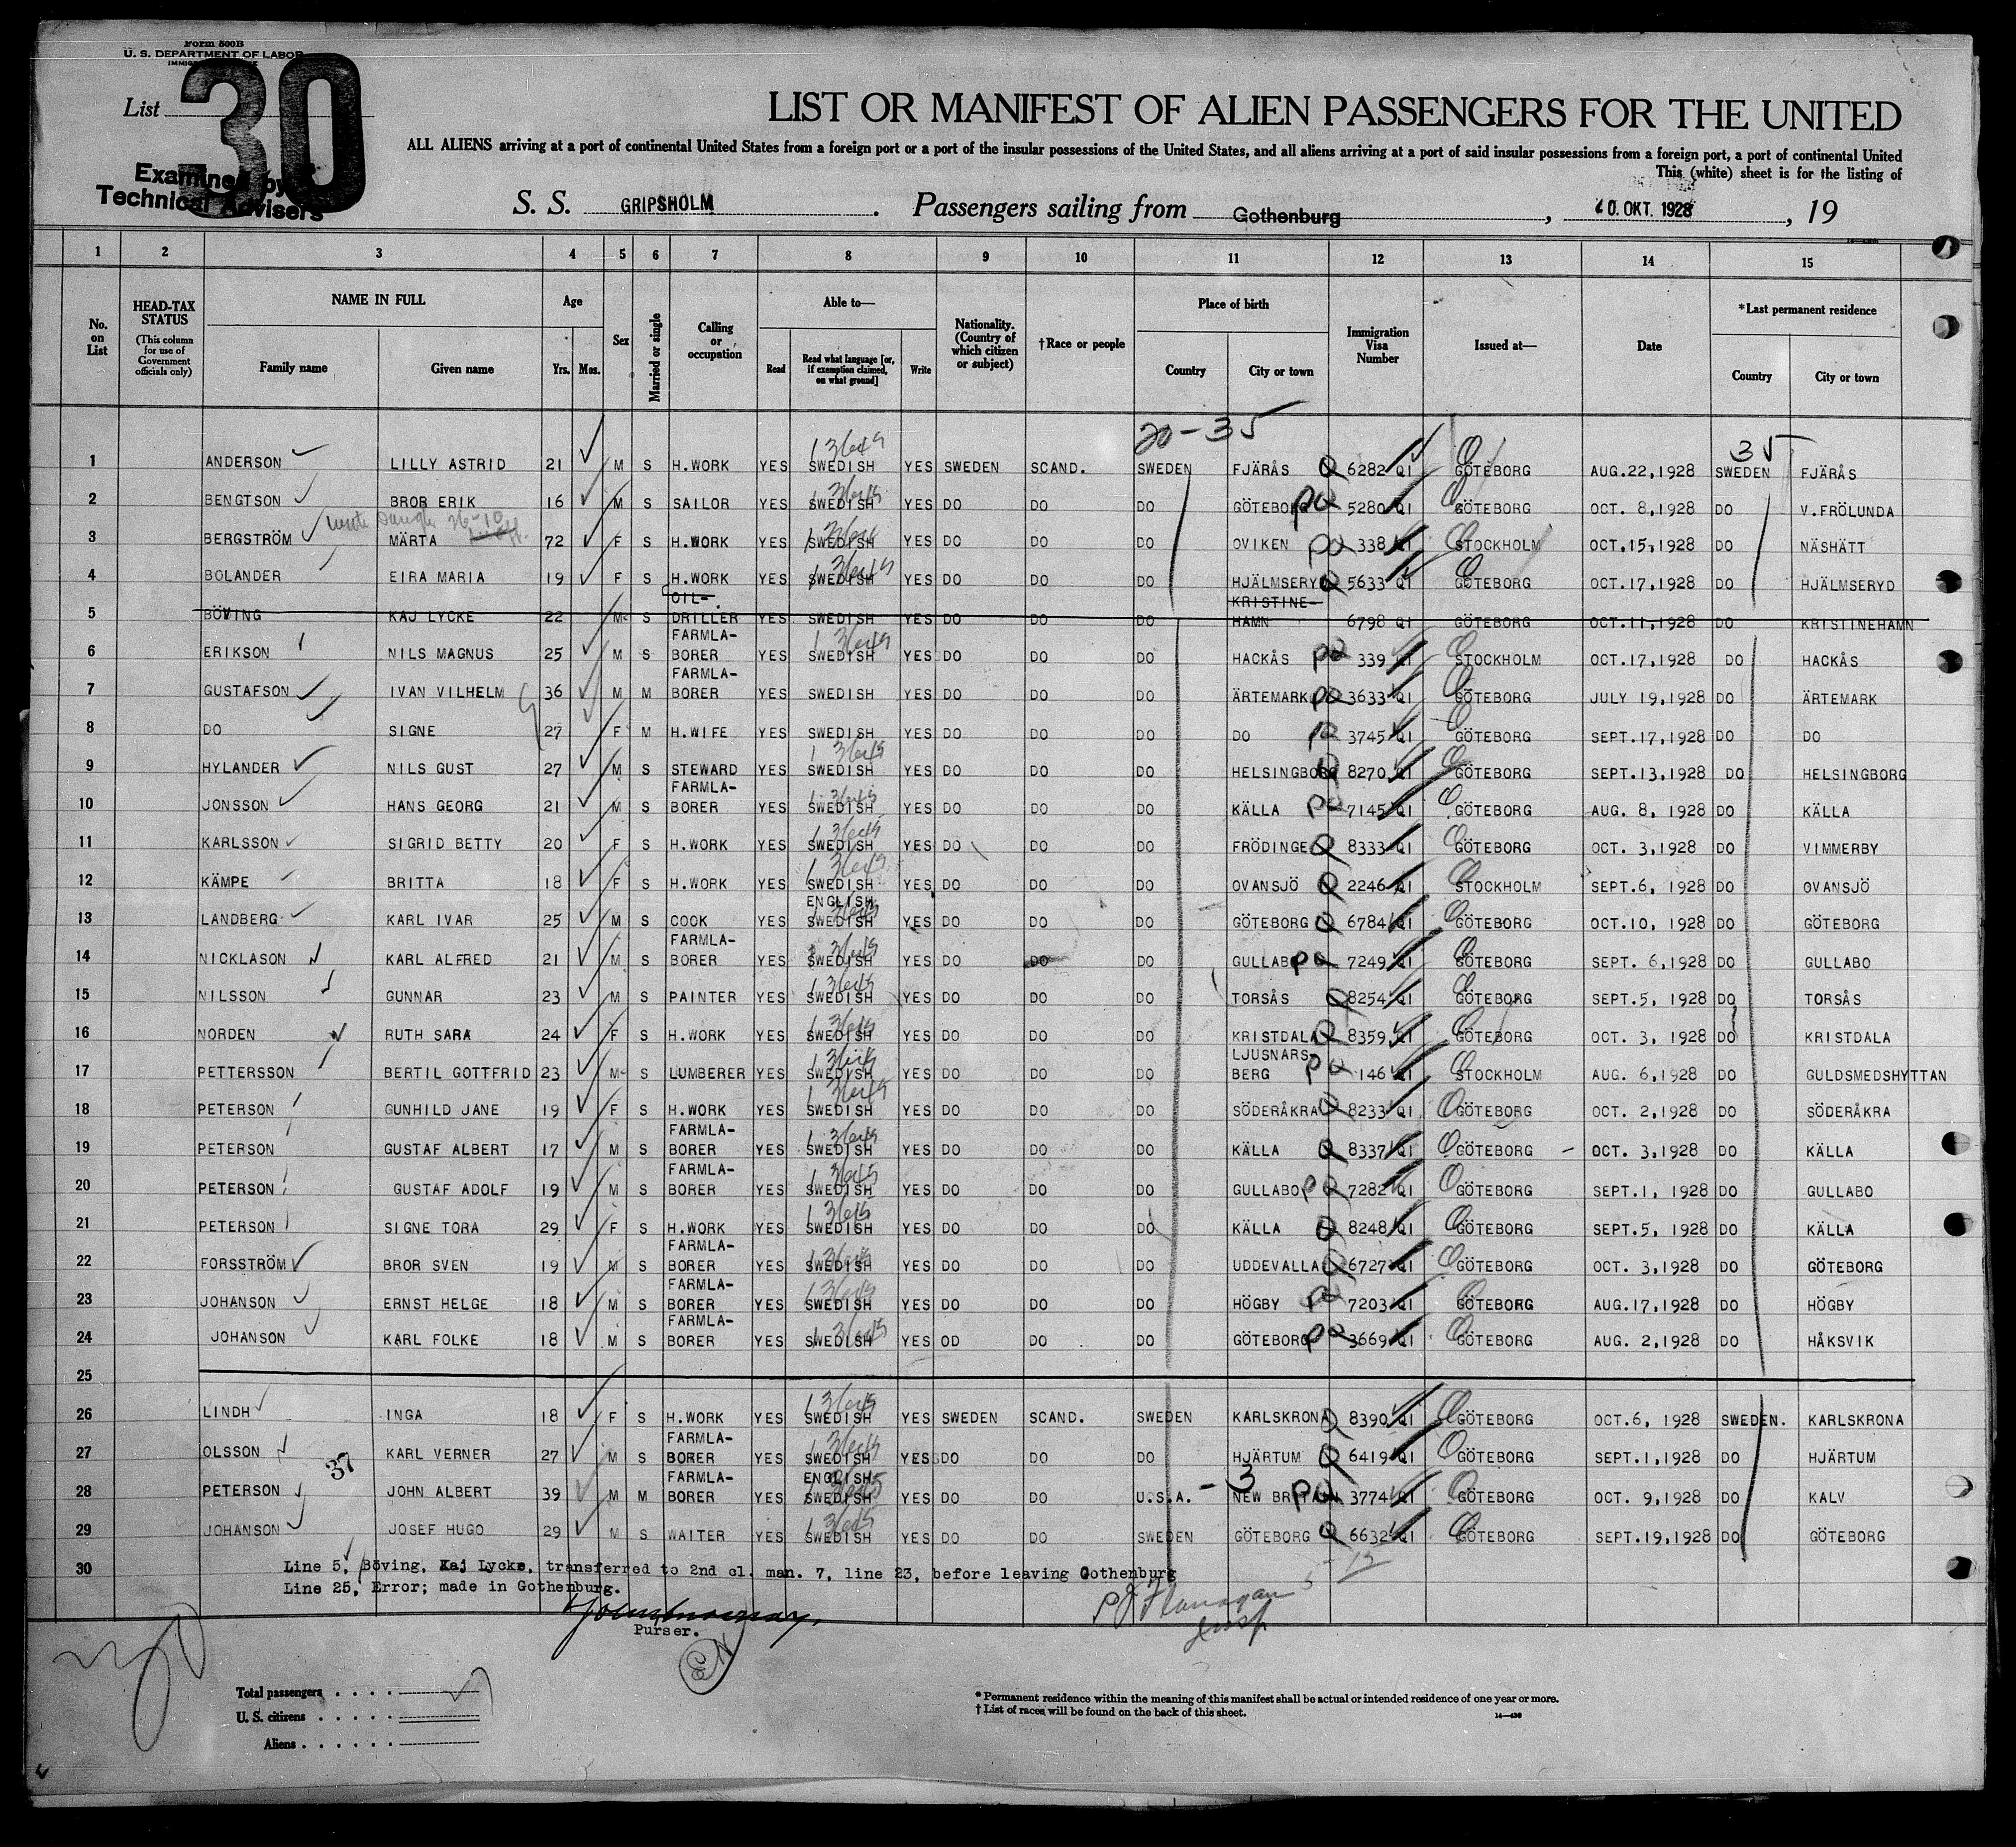 Form 500B
U. S. DEPARTMENT OF LABOR
List 30
Examined by
Technical Advisers
LIST OR MANIFEST OF ALIEN PASSENGERS FOR THE UNITED
ALL ALIENS arriving at a port of continental United States from a foreign port or a port of the insular possessions of the United States, and all aliens arriving at a port of said insular possessions from a foreign port, a port of continental United
This (white) sheet is for the listing of
S. S. GRIPSHOLM. Passengers sailing from Gothenburg, 0. OKT. 1928, 19
1 2 3 4 5 6 7 8 9 10 11 12 13 14 15
No. on List
HEAD-TAX STATUS (This column for use of Government officials only)
NAME IN FULL Family name Given name
Age Yrs. Mos.
Sex
Married or single
Calling or occupation
Able to— Read Read what language [or, if exemption claimed, on what ground] Write
Nationality. (Country of which citizen or subject)
†Race or people
Place of birth Country City or town
Immigration Visa Number
Issued at—
Date
*Last permanent residence Country City or town
20-35 35
1 ANDERSON LILLY ASTRID 21 M S H.WORK YES SWEDISH YES SWEDEN SCAND. SWEDEN FJÄRÅS 6282 QI GÖTEBORG AUG.22,1928 SWEDEN FJÄRÅS
2 BENGTSON BROR ERIK 16 M S SAILOR YES SWEDISH YES DO DO DO GÖTEBORG 5280 QI GÖTEBORG OCT. 8,1928 DO V.FRÖLUNDA
3 BERGSTRÖM MÄRTA 72 F S H.WORK YES SWEDISH YES DO DO DO OVIKEN 338 QI STOCKHOLM OCT.15,1928 DO NÄSHÄTT
4 BOLANDER EIRA MARIA 19 F S H.WORK YES SWEDISH YES DO DO DO HJÄLMSERYD 5633 QI GÖTEBORG OCT.17,1928 DO HJÄLMSERYD
5 BÖVING KAJ LYCKE 22 M S OIL-DRILLER YES SWEDISH YES DO DO DO KRISTINE-HAMN 6798 QI GÖTEBORG OCT.11,1928 DO KRISTINEHAMN
6 ERIKSON NILS MAGNUS 25 M S FARMLA-BORER YES SWEDISH YES DO DO DO HACKÅS 339 QI STOCKHOLM OCT.17,1928 DO HACKÅS
7 GUSTAFSON IVAN VILHELM 36 M M FARMLA-BORER YES SWEDISH YES DO DO DO ÄRTEMARK 3633 QI GÖTEBORG JULY 19,1928 DO ÄRTEMARK
8 DO SIGNE 27 F M H.WIFE YES SWEDISH YES DO DO DO DO 3745 QI GÖTEBORG SEPT.17,1928 DO DO
9 HYLANDER NILS GUST 27 M S STEWARD YES SWEDISH YES DO DO DO HELSINGBORG 8270 QI GÖTEBORG SEPT.13,1928 DO HELSINGBORG
10 JONSSON HANS GEORG 21 M S FARMLA-BORER YES SWEDISH YES DO DO DO KÄLLA 7145 QI GÖTEBORG AUG. 8, 1928 DO KÄLLA
11 KARLSSON SIGRID BETTY 20 F S H.WORK YES SWEDISH YES DO DO DO FRÖDINGE 8333 QI GÖTEBORG OCT. 3,1928 DO VIMMERBY
12 KÄMPE BRITTA 18 F S H.WORK YES SWEDISH YES DO DO DO OVANSJÖ 2246 QI STOCKHOLM SEPT.6, 1928 DO OVANSJÖ
13 LANDBERG KARL IVAR 25 M S COOK YES ENGLISH SWEDISH YES DO DO DO GÖTEBORG 6784 QI GÖTEBORG OCT.10, 1928 DO GÖTEBORG
14 NICKLASON KARL ALFRED 21 M S FARMLA-BORER YES SWEDISH YES DO DO DO GULLABO 7249 QI GÖTEBORG SEPT. 6,1928 DO GULLABO
15 NILSSON GUNNAR 23 M S PAINTER YES SWEDISH YES DO DO DO TORSÅS 8254 QI GÖTEBORG SEPT.5, 1928 DO TORSÅS
16 NORDEN RUTH SARA 24 F S H.WORK YES SWEDISH YES DO DO DO KRISTDALA 8359 QI GÖTEBORG OCT. 3, 1928 DO KRISTDALA
17 PETTERSSON BERTIL GOTTFRID 23 M S LUMBERER YES SWEDISH YES DO DO DO LJUSNARS-BERG 146 QI STOCKHOLM AUG. 6,1928 DO GULDSMEDSHYTTAN
18 PETERSON GUNHILD JANE 19 F S H.WORK YES SWEDISH YES DO DO DO SÖDERÅKRA 8233 QI GÖTEBORG OCT. 2,1928 DO SÖDERÅKRA
19 PETERSON GUSTAF ALBERT 17 M S FARMLA-BORER YES SWEDISH YES DO DO DO KÄLLA 8337 QI GÖTEBORG OCT. 3,1928 DO KÄLLA
20 PETERSON GUSTAF ADOLF 19 M S FARMLA-BORER YES SWEDISH YES DO DO DO GULLABO 7282 QI GÖTEBORG SEPT.1, 1928 DO GULLABO
21 PETERSON SIGNE TORA 29 F S H.WORK YES SWEDISH YES DO DO DO KÄLLA 8248 QI GÖTEBORG SEPT.5, 1928 DO KÄLLA
22 FORSSTRÖM BROR SVEN 19 M S FARMLA-BORER YES SWEDISH YES DO DO DO UDDEVALLA 6727 QI GÖTEBORG OCT. 3,1928 DO GÖTEBORG
23 JOHANSON ERNST HELGE 18 M S FARMLA-BORER YES SWEDISH YES DO DO DO HÖGBY 7203 QI GÖTEBORG AUG.17,1928 DO HÖGBY
24 JOHANSON KARL FOLKE 18 M S FARMLA-BORER YES SWEDISH YES OD DO DO GÖTEBORG 3669 QI GÖTEBORG AUG. 2,1928 DO HÅKSVIK
25
26 LINDH INGA 18 F S H.WORK YES SWEDISH YES SWEDEN SCAND. SWEDEN KARLSKRONA 8390 QI GÖTEBORG OCT.6, 1928 SWEDEN. KARLSKRONA
27 OLSSON KARL VERNER 27 M S FARMLA-BORER YES SWEDISH YES DO DO DO HJÄRTUM 6419 QI GÖTEBORG SEPT.1,1928 DO HJÄRTUM
37
28 PETERSON JOHN ALBERT 39 M M FARMLA-BORER YES ENGLISH SWEDISH YES DO DO U.S.A. - 3 NEW BRITAIN 3774 QI GÖTEBORG OCT. 9,1928 DO KALV
29 JOHANSON JOSEF HUGO 29 M S WAITER YES SWEDISH YES DO DO SWEDEN GÖTEBORG 6632 QI GÖTEBORG SEPT.19,1928 DO GÖTEBORG
30 Line 5, Böving, Kaj Lycke, transferred to 2nd cl. man. 7, line 23, before leaving Gothenburg
Line 25, Error; made in Gothenburg.
PJ Flanagan
Insp
Purser.
Total passengers
U. S. citizens
Aliens
* Permanent residence within the meaning of this manifest shall be actual or intended residence of one year or more.
† List of races will be found on the back of this sheet.